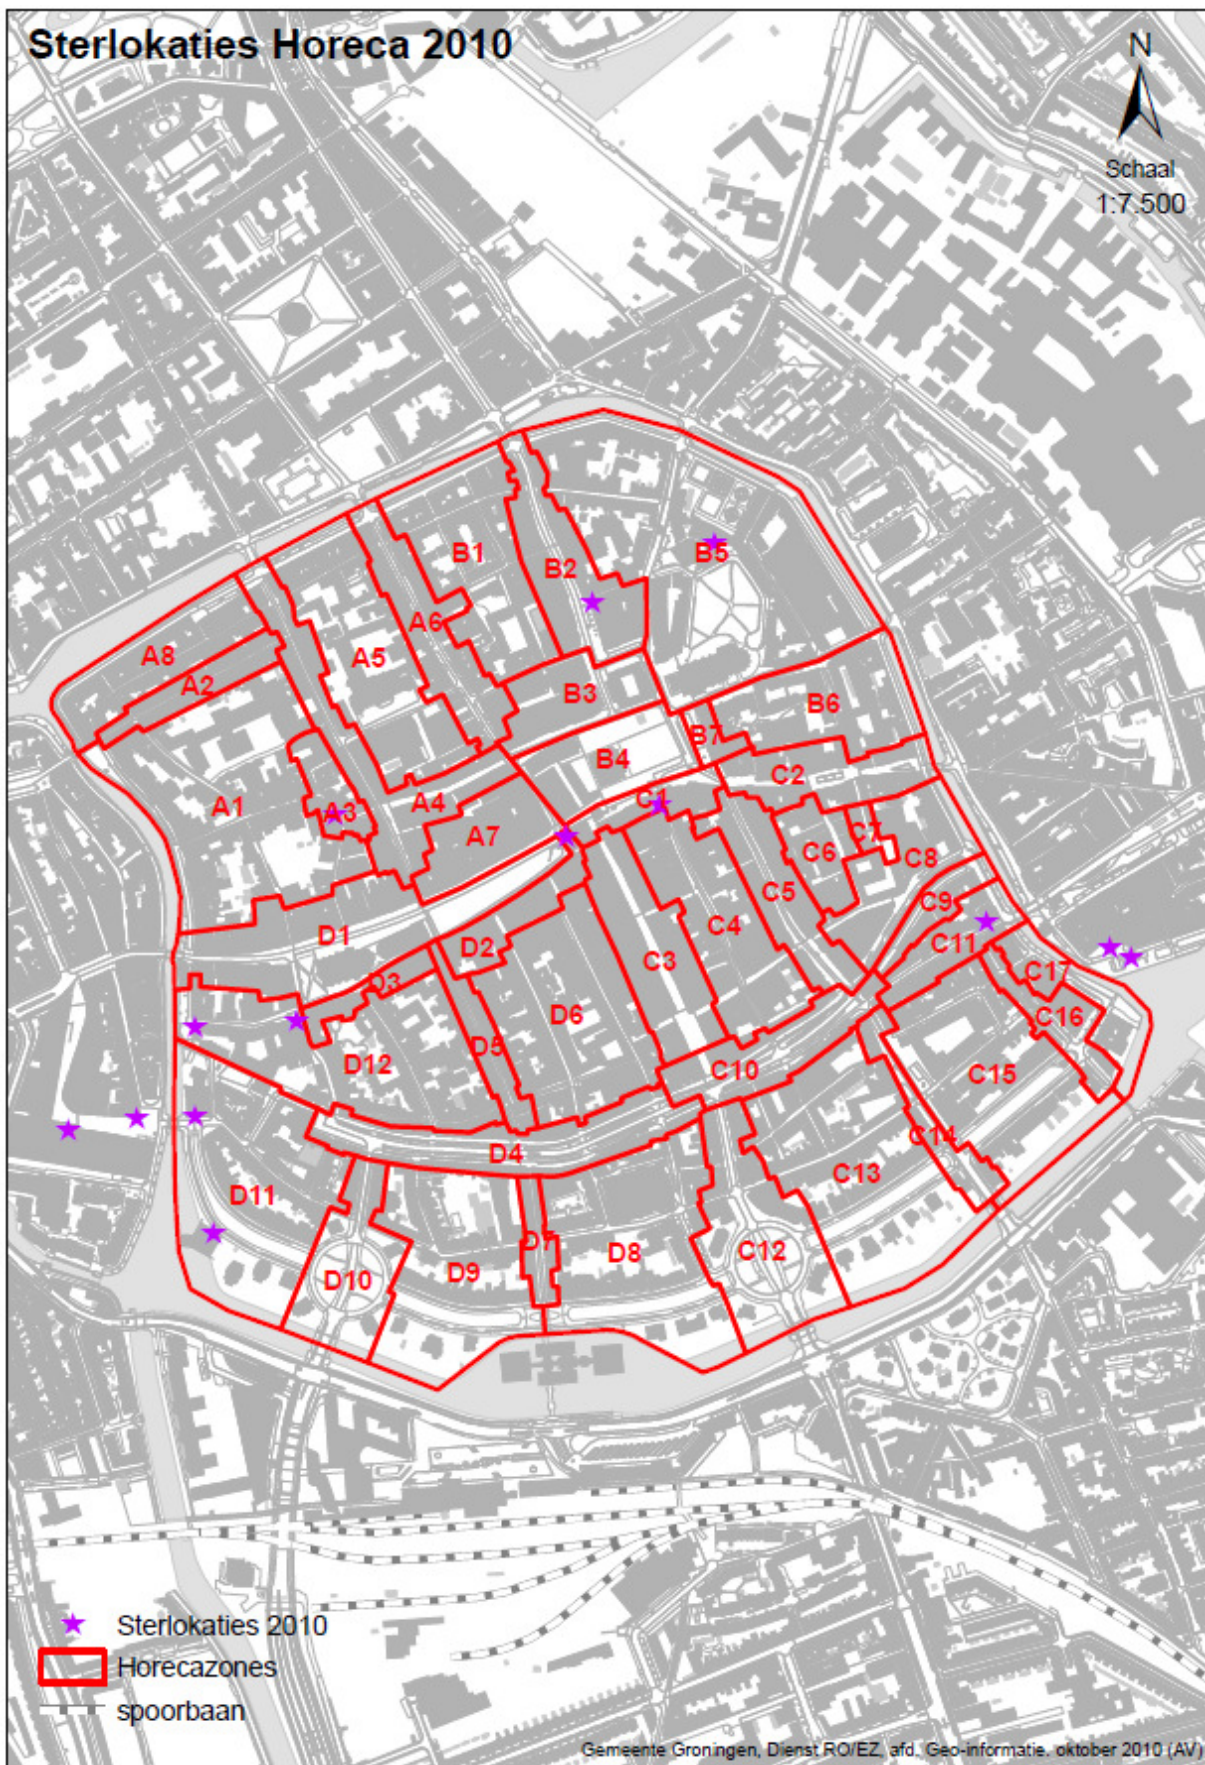 Sterlokaties Horeca 2010
N
Schaal
1:7.500
B1
B2
B5
A6
A8
A5
A2
B3
B6
B7
B4
C2
A1
A3
A4
C1
A7
C7
C6
C8
C9
D1
D2
C4
C5
C11
C3
C17
D3
D6
C16
D5
D12
C10
C15
D4
C14
C13
D11
D7
D8
C12
D10
D9
Sterlokaties 2010
Horecazones
spoorbaan
Gemeente Groningen, Dienst RO/EZ, afd. Geo-informatie. oktober 2010 (AV)